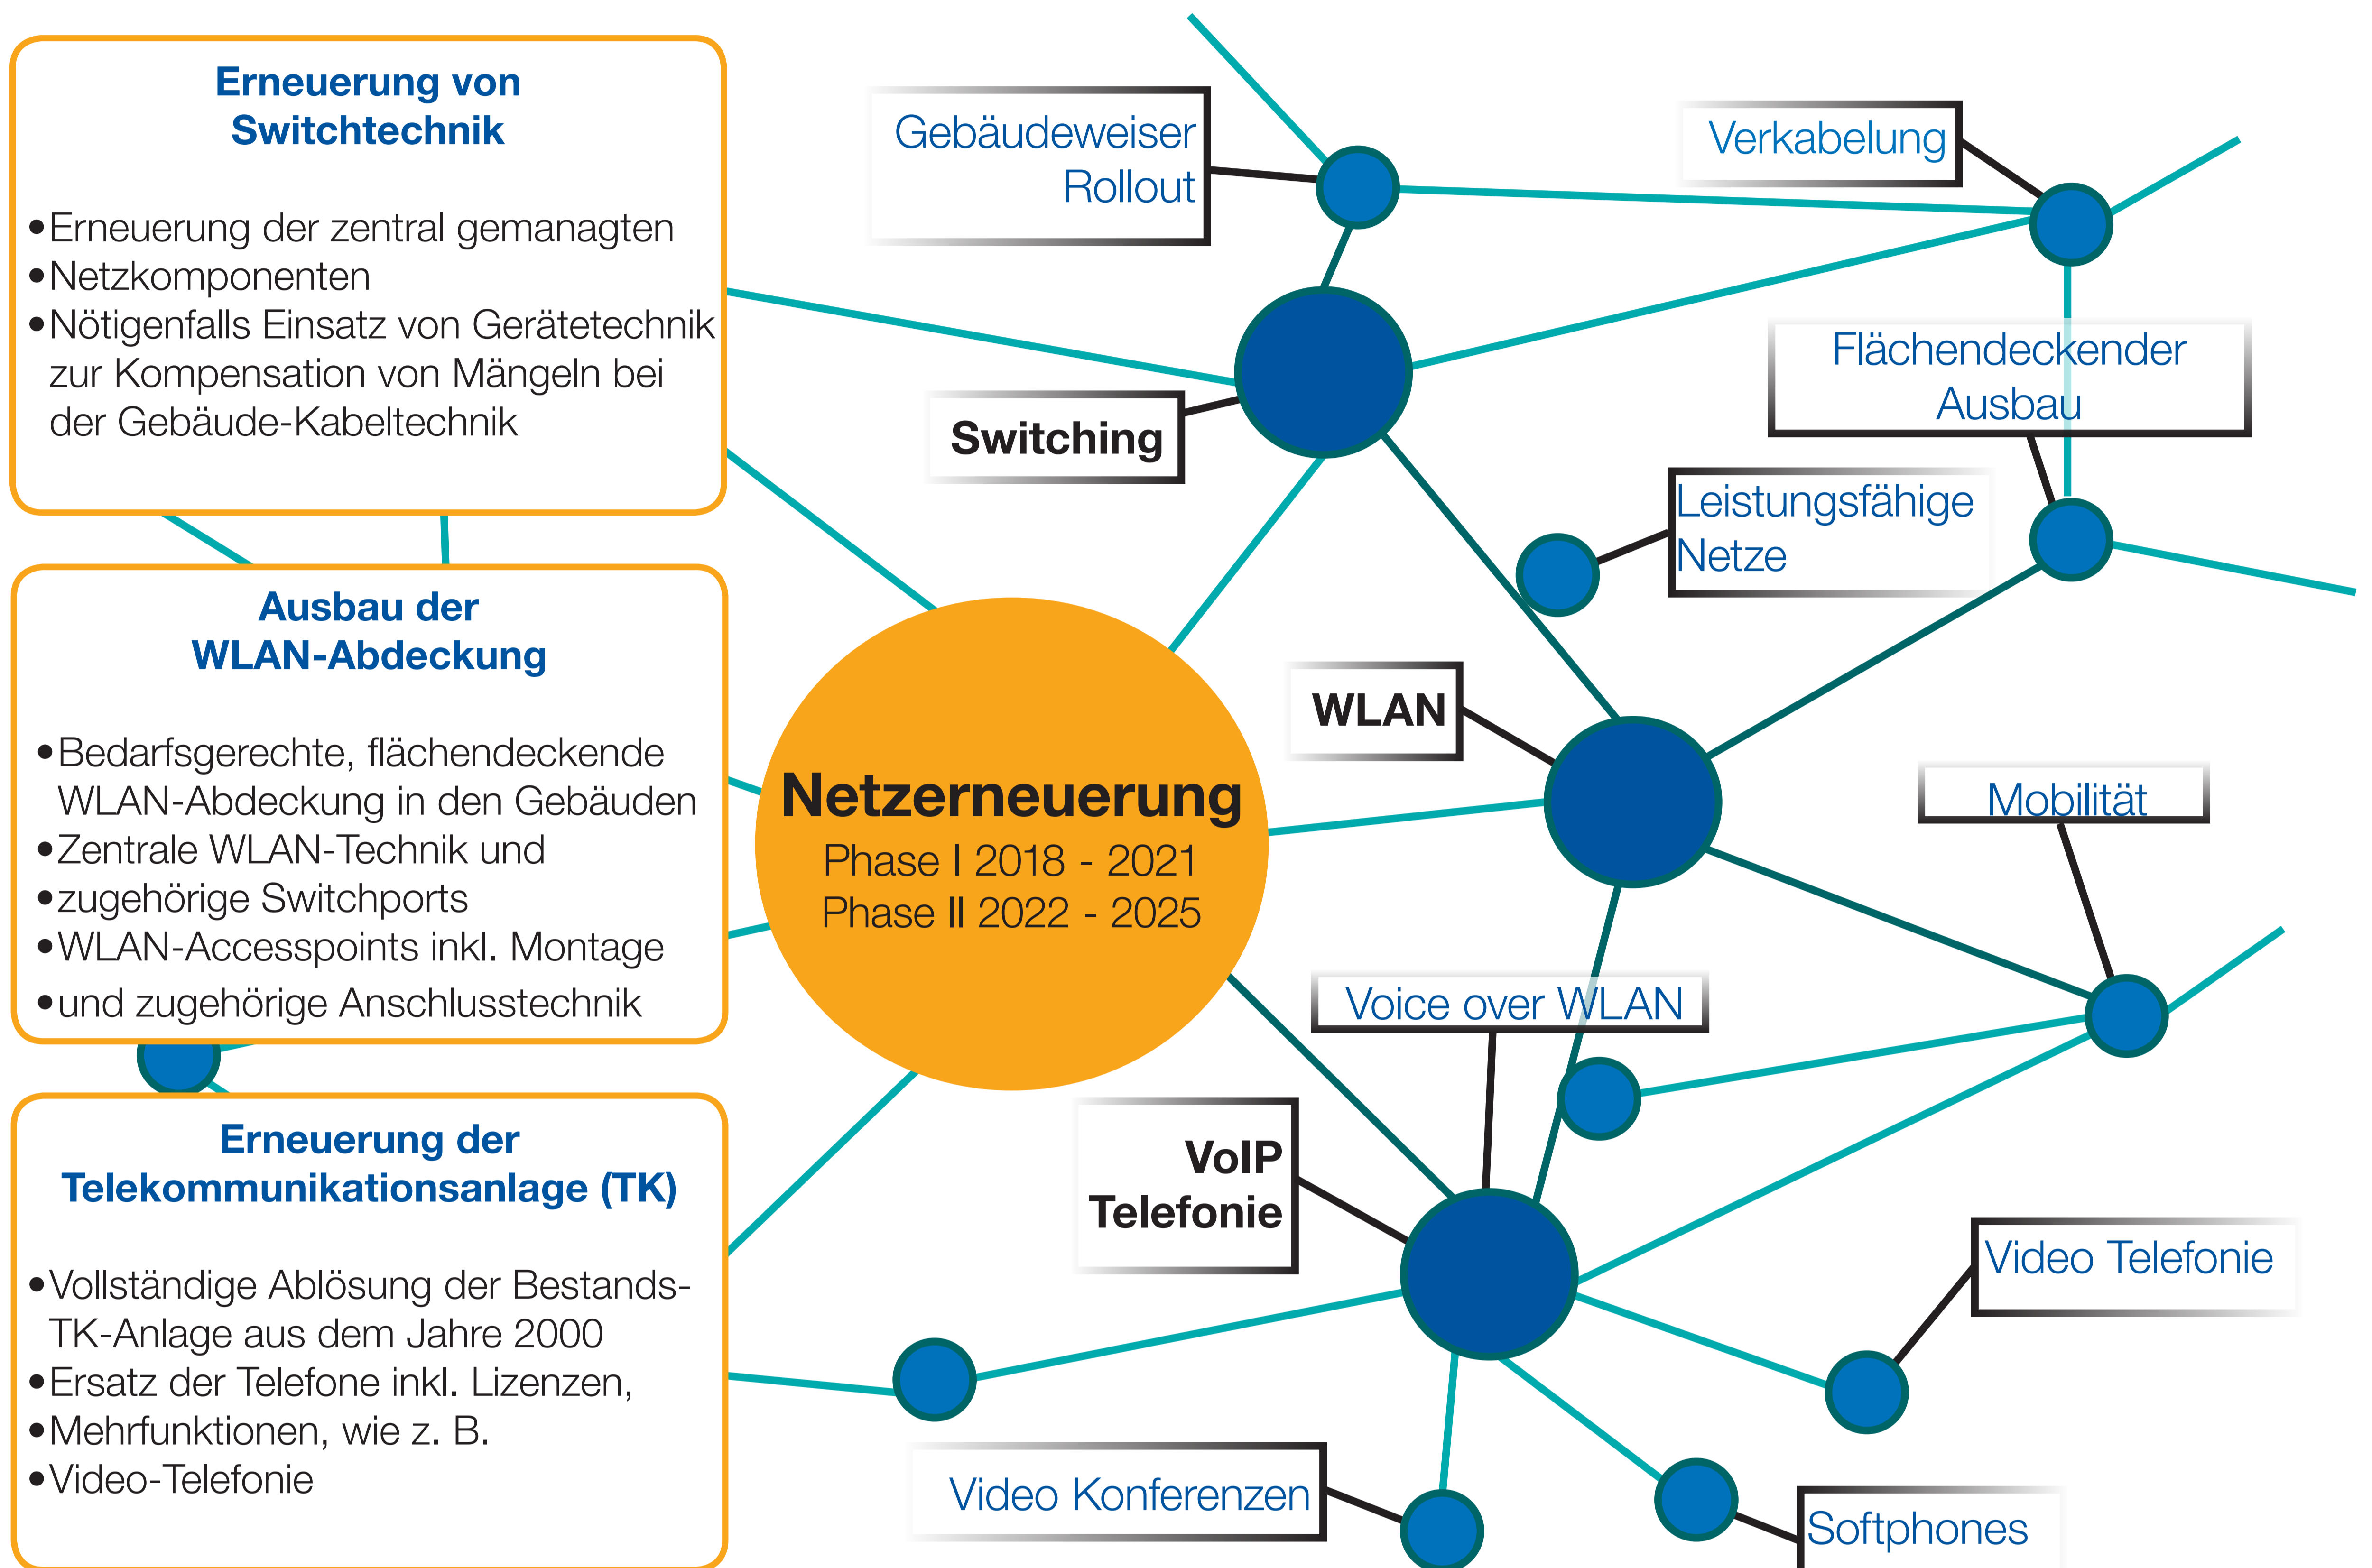 Erneuerung von
Switchtechnik
•Erneuerung der zentral gemanagten
•Netzkomponenten
•Nötigenfalls Einsatz von Gerätetechnik
zur Kompensation von Mängeln bei
der Gebäude-Kabeltechnik
Ausbau der
WLAN-Abdeckung
•Bedarfsgerechte, flächendeckende
WLAN-Abdeckung in den Gebäuden
•Zentrale WLAN-Technik und
•zugehörige Switchports
•WLAN-Accesspoints inkl. Montage
•und zugehörige Anschlusstechnik
Erneuerung der
Telekommunikationsanlage (TK)
•Vollständige Ablösung der Bestands-
TK-Anlage aus dem Jahre 2000
•Ersatz der Telefone inkl. Lizenzen,
•Mehrfunktionen, wie z. B.
•Video-Telefonie
Netzerneuerung
Phase I 2018 - 2021
Phase II 2022 - 2025
Gebäudeweiser
Rollout
Verkabelung
Flächendeckender
Ausbau
Switching
Leistungsfähige
Netze
WLAN
Mobilität
Voice over WLAN
VoIP
Telefonie
Video Telefonie
Video Konferenzen
Softphones